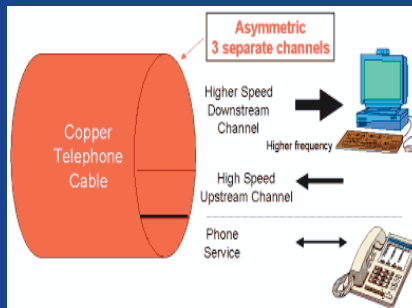 Asymmetric
3 separate channels
Copper
Telephone
Cable
Higher Speed
Downstream
Channel
Higher frequency
High Speed
Upstream Channel
Phone
Service